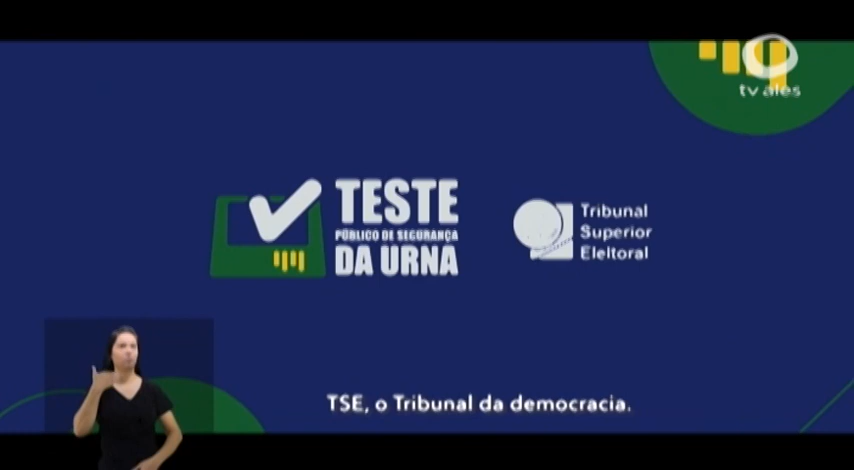 tv ales
TESTE
PÚBLICO DE SEGURANÇA
DA URNA
Tribunal
Superior
Eleitoral
TSE, o Tribunal da democracia.